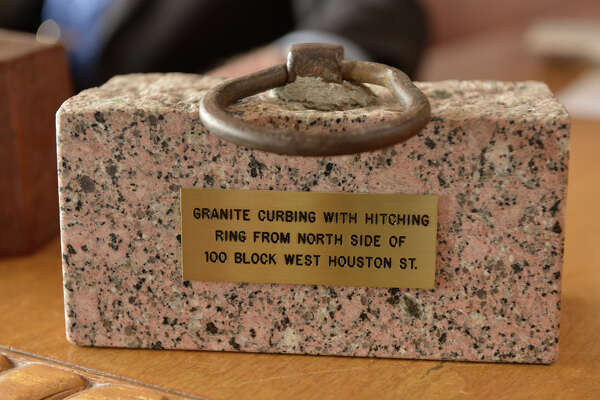 GRANITE CURBING WITH HITCHING
RING FROM NORTH SIDE OF
100 BLOCK WEST HOUSTON ST.